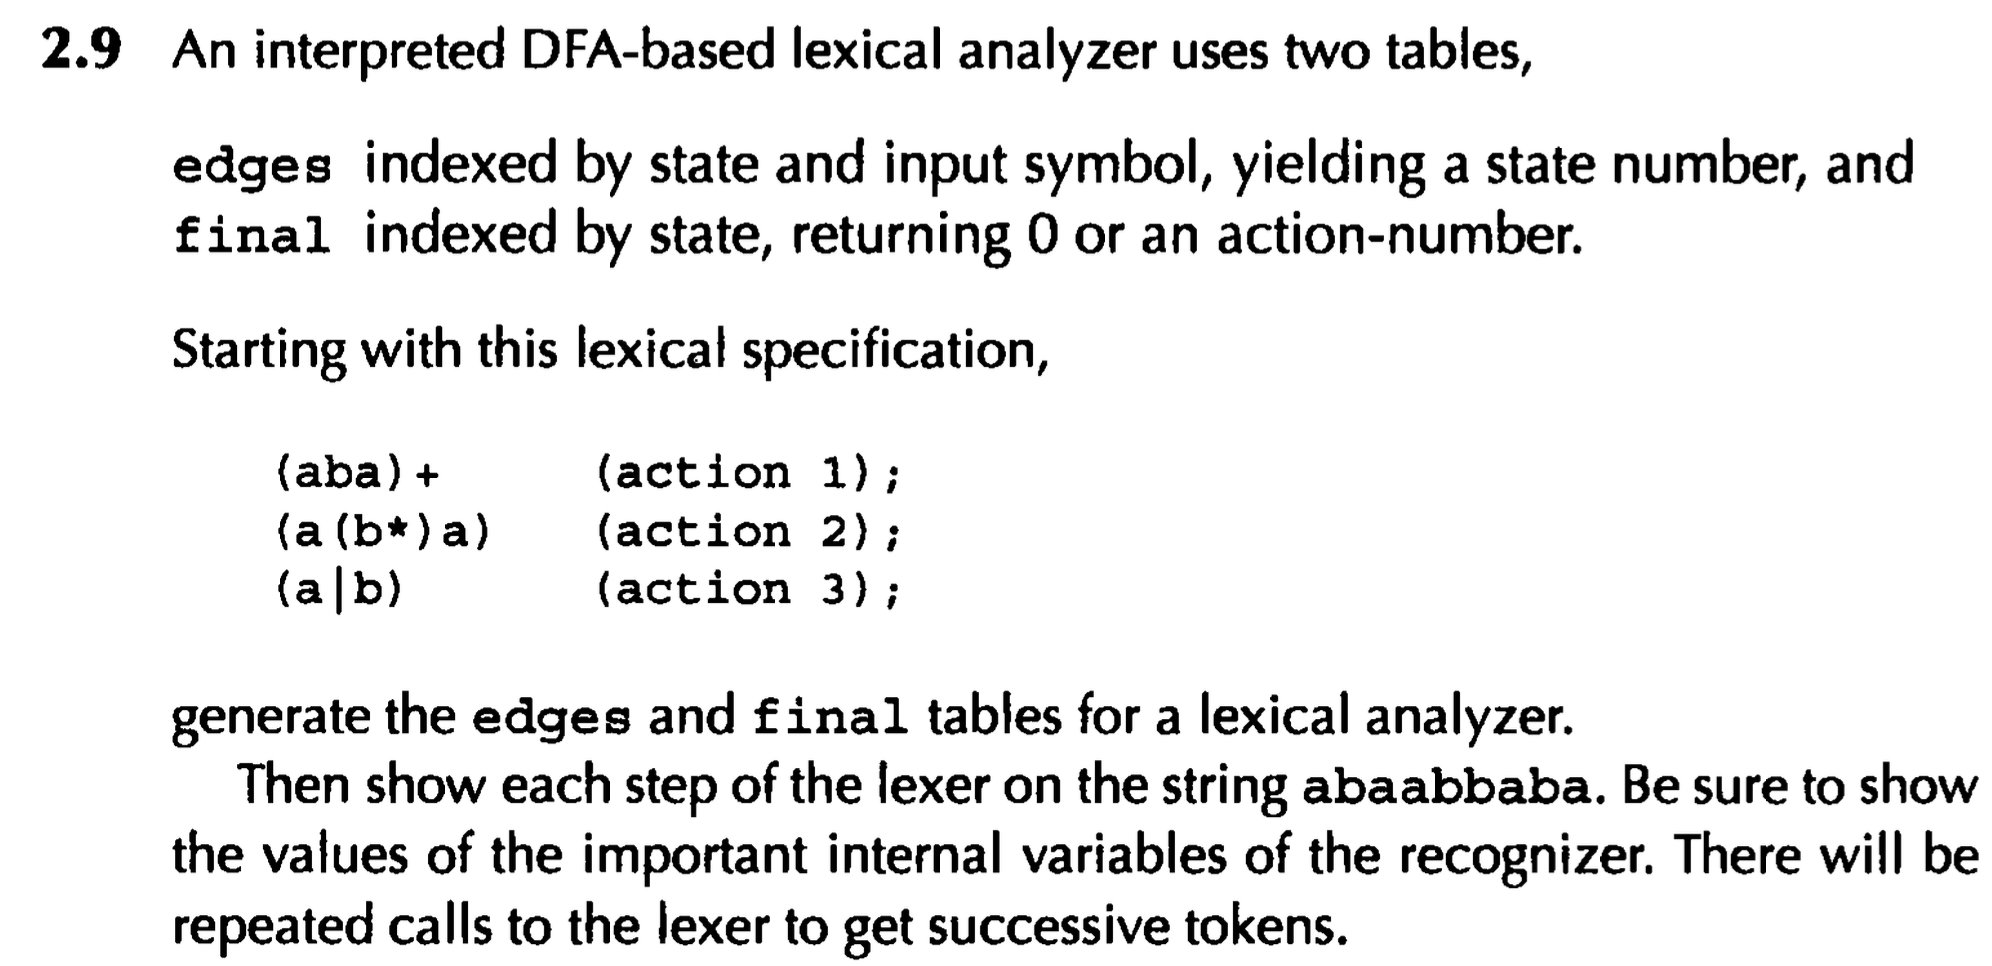 2.9 An interpreted DFA-based lexical analyzer uses two tables,
edges indexed by state and input symbol, yielding a state number, and
final indexed by state, returning 0 or an action-number.
Starting with this lexical specification,
(aba)+ (action 1);
(a(b*)a) (action 2);
(a|b) (action 3);
generate the edges and final tables for a lexical analyzer.
Then show each step of the lexer on the string abaabbaba. Be sure to show
the values of the important internal variables of the recognizer. There will be
repeated calls to the lexer to get successive tokens.